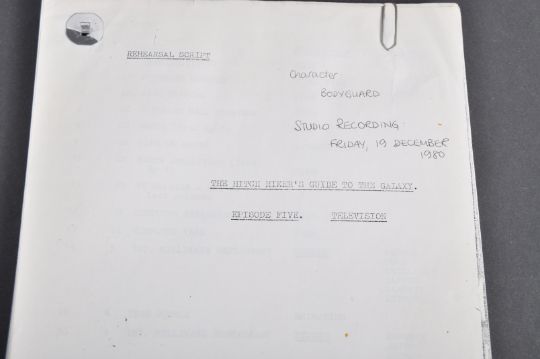 REHEARSAL SCRIPT
Character
BODYGUARD
STUDIO RECORDING:
FRIDAY, 19 DECEMBER
1980
THE HITCH HIKER'S GUIDE TO THE GALAXY.
EPISODE FIVE. TELEVISION